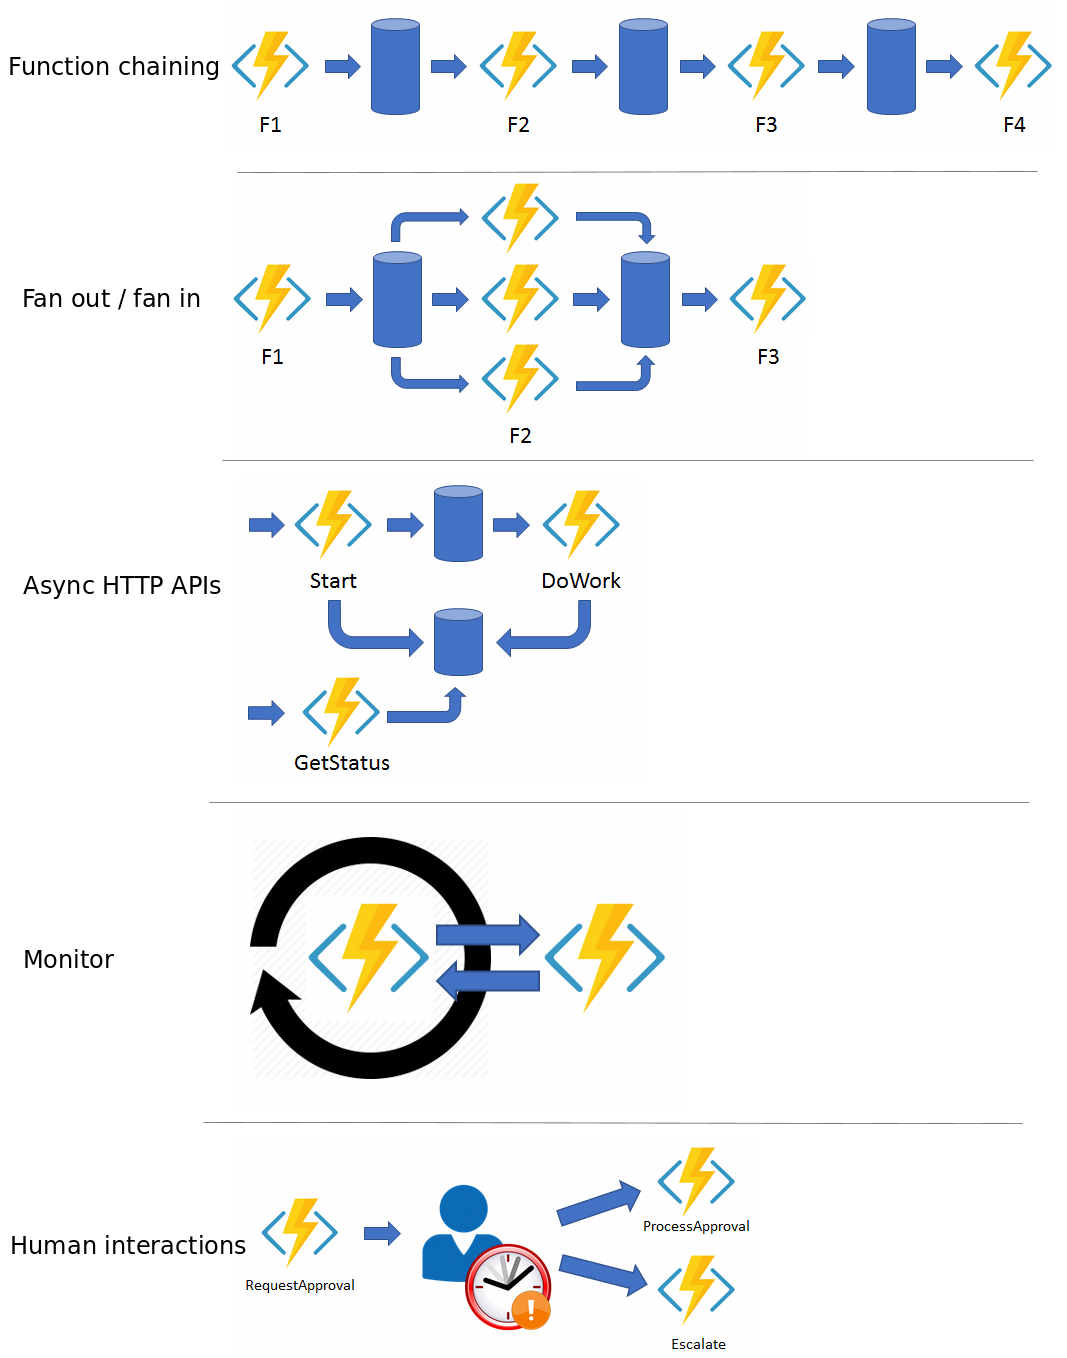 Function chaining
F1
F2
F3
F4
Fan out / fan in
F1
F2
F3
Async HTTP APIs
Start
DoWork
GetStatus
Monitor
Human interactions
RequestApproval
ProcessApproval
Escalate